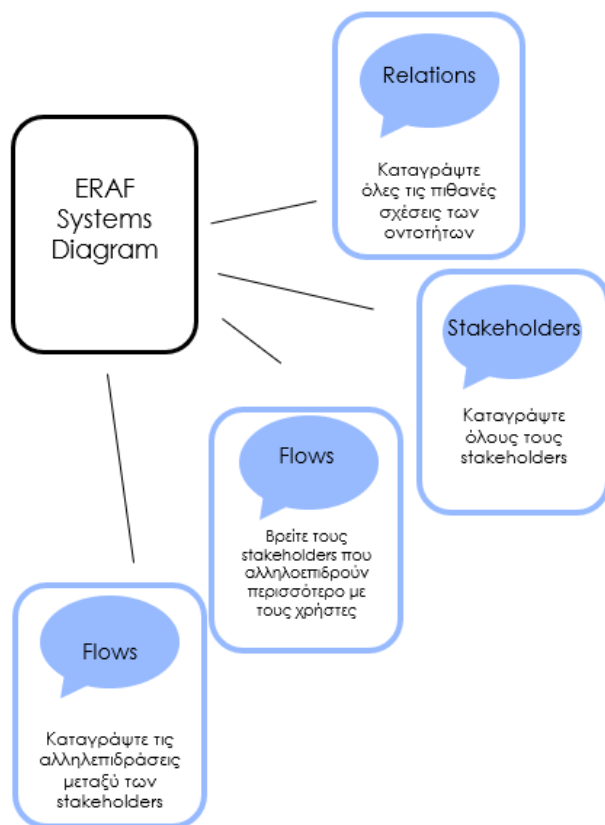 ERAF
Systems
Diagram
Relations
Καταγράψτε
όλες τις πιθανές
σχέσεις των
οντοτήτων
Stakeholders
Καταγράψτε
όλους τους
stakeholders
Flows
Βρείτε τους
stakeholders που
αλληλοεπιδρούν
περισσότερο με
τους χρήστες
Flows
Καταγράψτε τις
αλληλεπιδράσεις
μεταξύ των
stakeholders